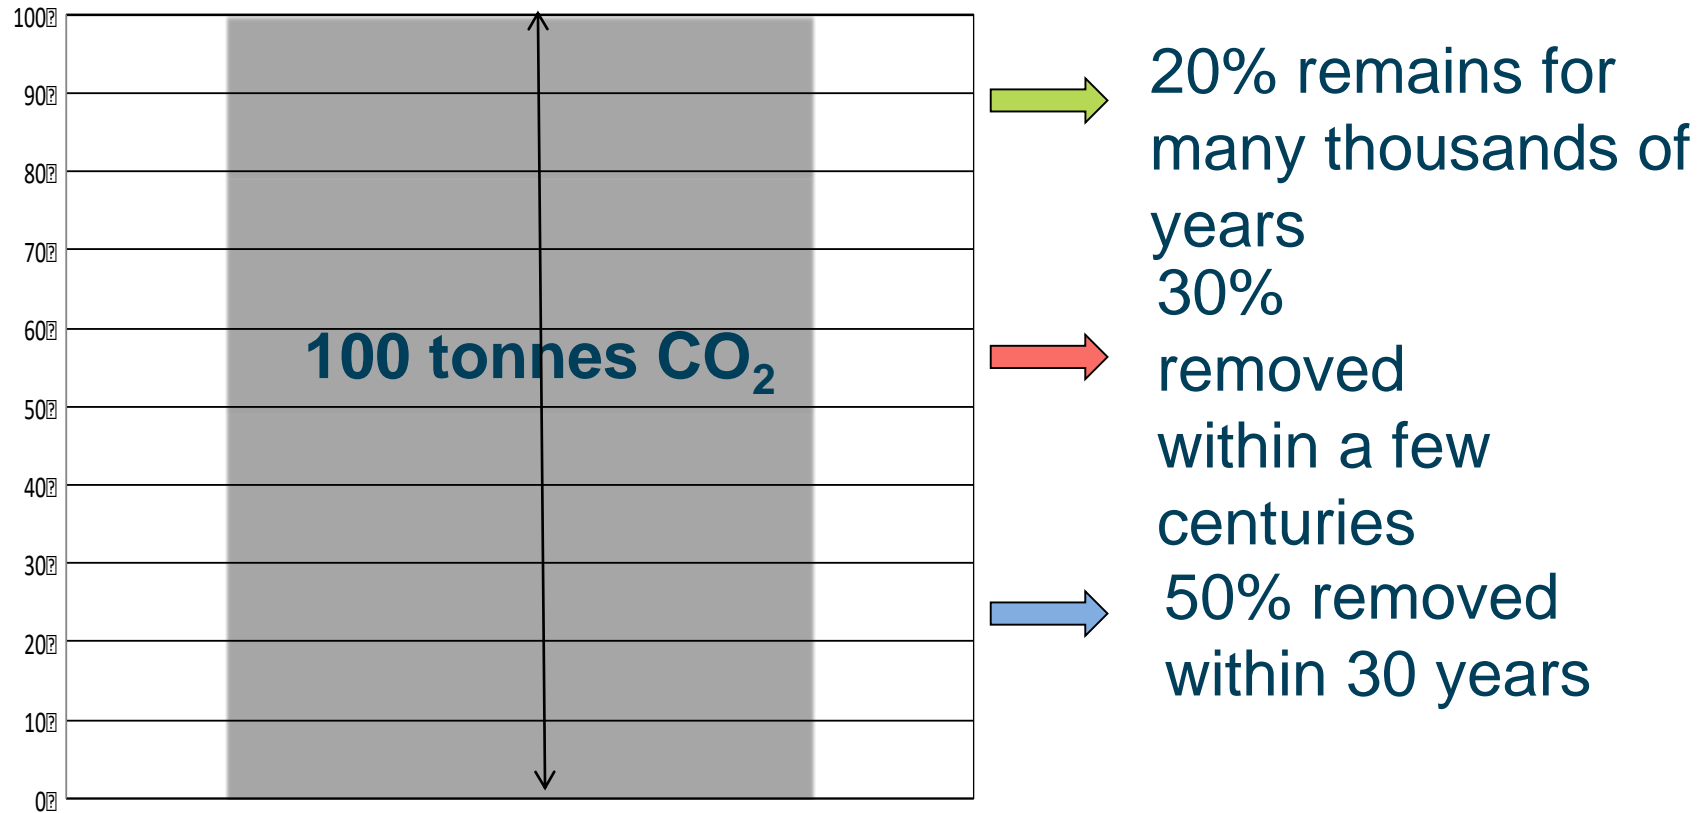 100
90
80
70
60
50
40
30
20
10
0
100 tonnes CO₂
20% remains for
many thousands of
years
30%
removed
within a few
centuries
50% removed
within 30 years